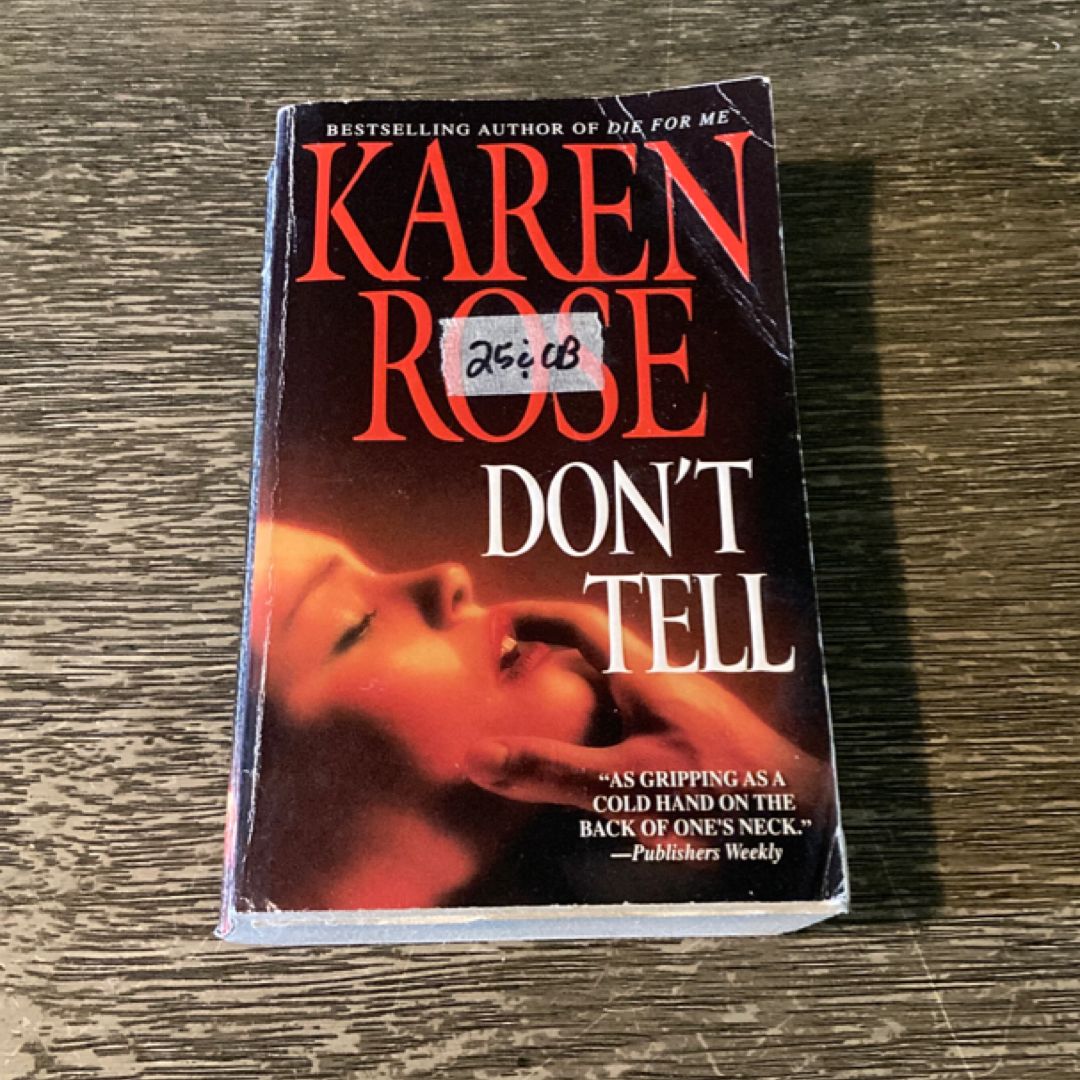 BESTSELLING AUTHOR OF DIE FOR ME
KAREN
ROSE
25¢ CB
DON'T
TELL
“AS GRIPPING AS A
COLD HAND ON THE
BACK OF ONE'S NECK.”
—Publishers Weekly